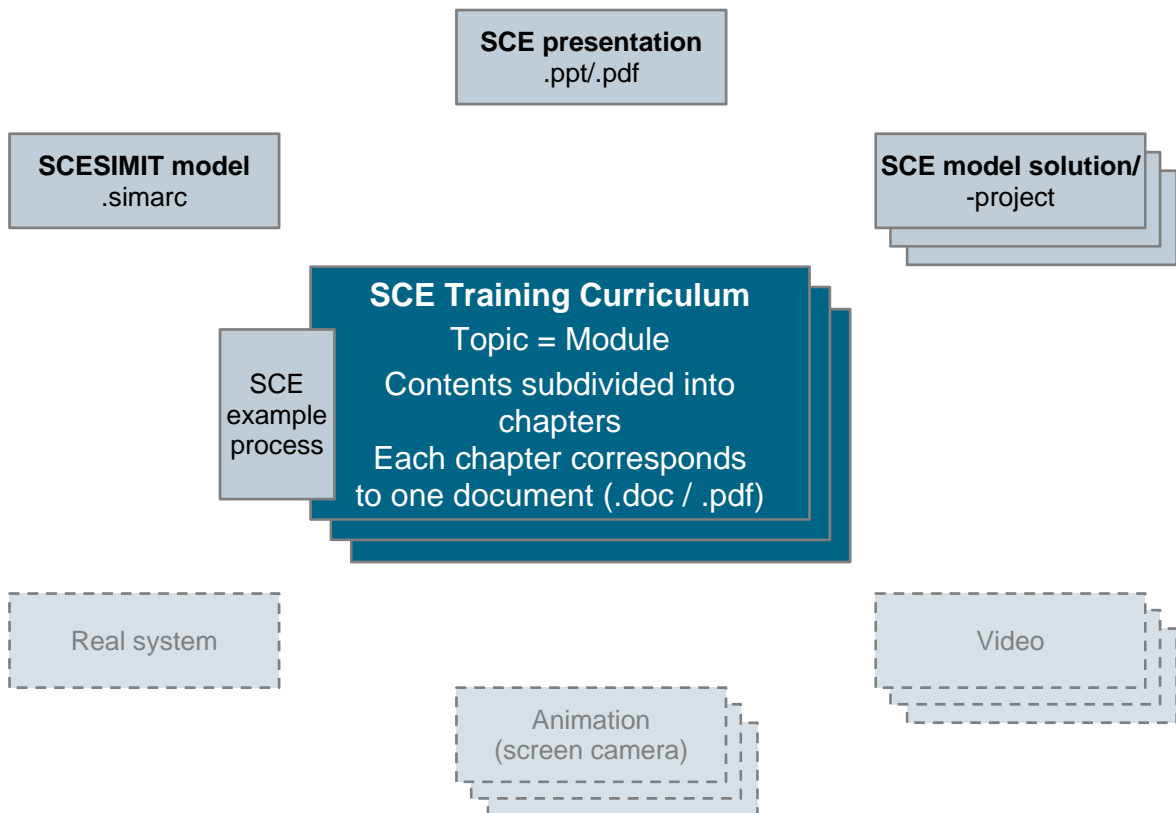 SCE presentation
.ppt/.pdf
SCESIMIT model
.simarc
SCE model solution/
-project
SCE Training Curriculum
Topic = Module
Contents subdivided into
chapters
Each chapter corresponds
to one document (.doc / .pdf)
SCE
example
process
Real system
Video
Animation
(screen camera)